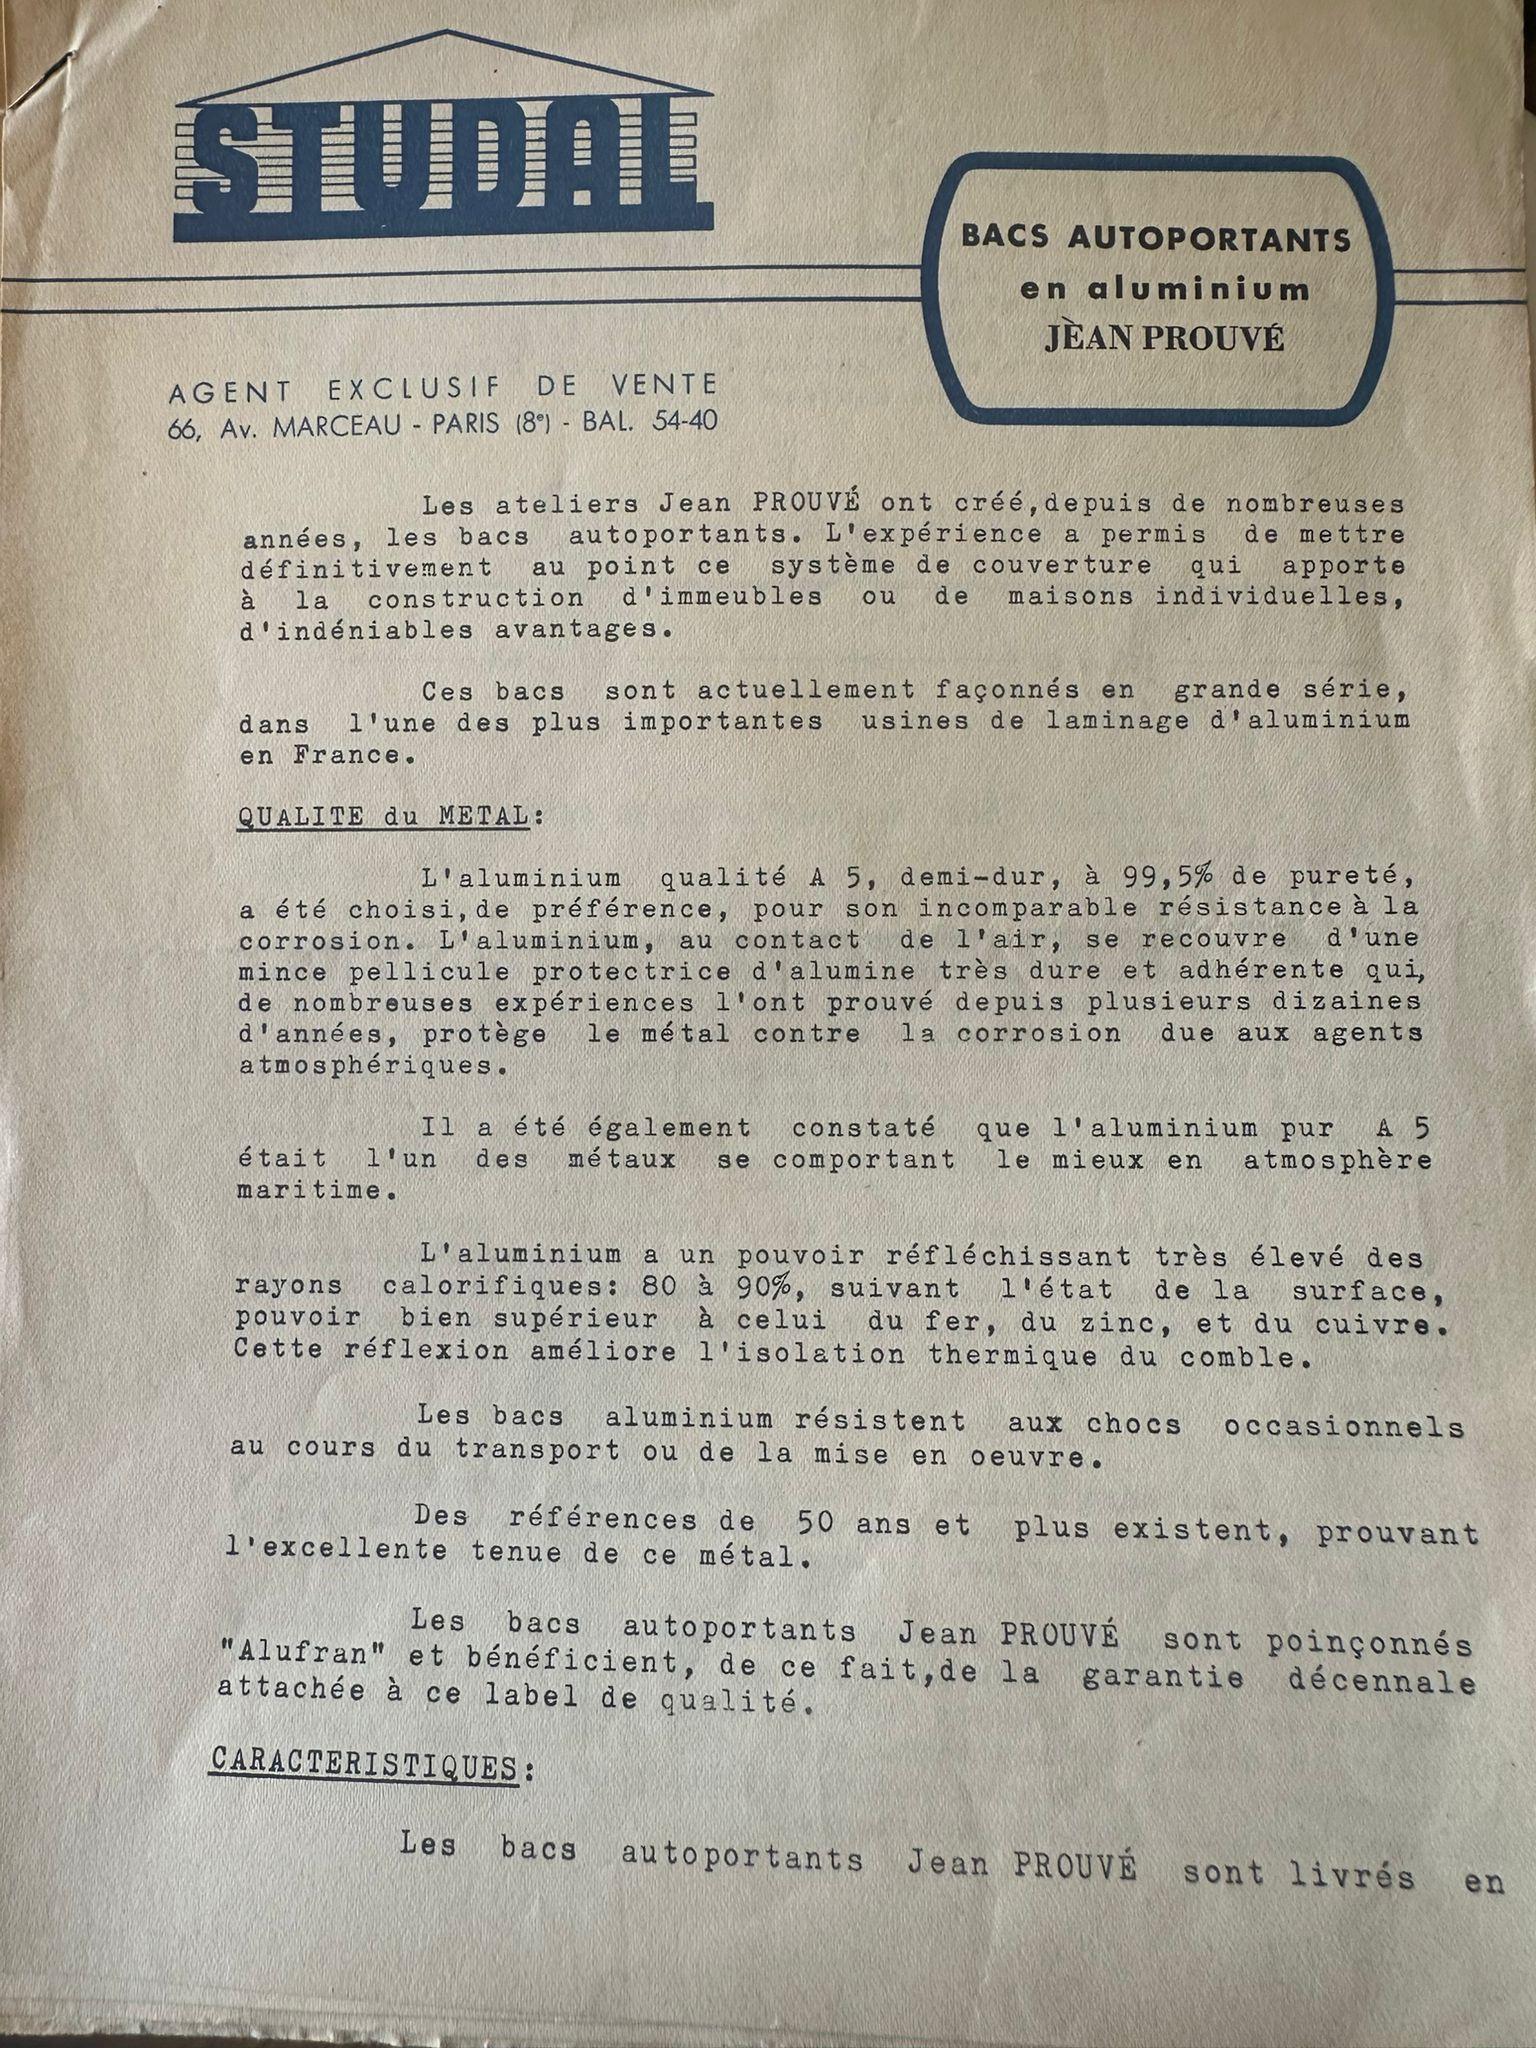 STUDAL
BACS AUTOPORTANTS
en aluminium
JÈAN PROUVÉ
AGENT EXCLUSIF DE VENTE
66, Av. MARCEAU - PARIS (8e) - BAL. 54-40
Les ateliers Jean PROUVÉ ont créé,depuis de nombreuses
années, les bacs autoportants. L'expérience a permis de mettre
définitivement au point ce système de couverture qui apporte
à la construction d'immeubles ou de maisons individuelles,
d'indéniables avantages.
Ces bacs sont actuellement façonnés en grande série,
dans l'une des plus importantes usines de laminage d'aluminium
en France.
QUALITE du METAL:
L'aluminium qualité A 5, demi-dur, à 99,5% de pureté,
a été choisi,de préférence, pour son incomparable résistance à la
corrosion. L'aluminium, au contact de l'air, se recouvre d'une
mince pellicule protectrice d'alumine très dure et adhérente qui,
de nombreuses expériences l'ont prouvé depuis plusieurs dizaines
d'années, protège le métal contre la corrosion due aux agents
atmosphériques.
Il a été également constaté que l'aluminium pur A 5
était l'un des métaux se comportant le mieux en atmosphère
maritime.
L'aluminium a un pouvoir réfléchissant très élevé des
rayons calorifiques: 80 à 90%, suivant l'état de la surface,
pouvoir bien supérieur à celui du fer, du zinc, et du cuivre.
Cette réflexion améliore l'isolation thermique du comble.
Les bacs aluminium résistent aux chocs occasionnels
au cours du transport ou de la mise en oeuvre.
Des références de 50 ans et plus existent, prouvant
l'excellente tenue de ce métal.
Les bacs autoportants Jean PROUVÉ sont poinçonnés
"Alufran" et bénéficient, de ce fait,de la garantie décennale
attachée à ce label de qualité.
CARACTERISTIQUES:
Les bacs autoportants Jean PROUVÉ sont livrés en